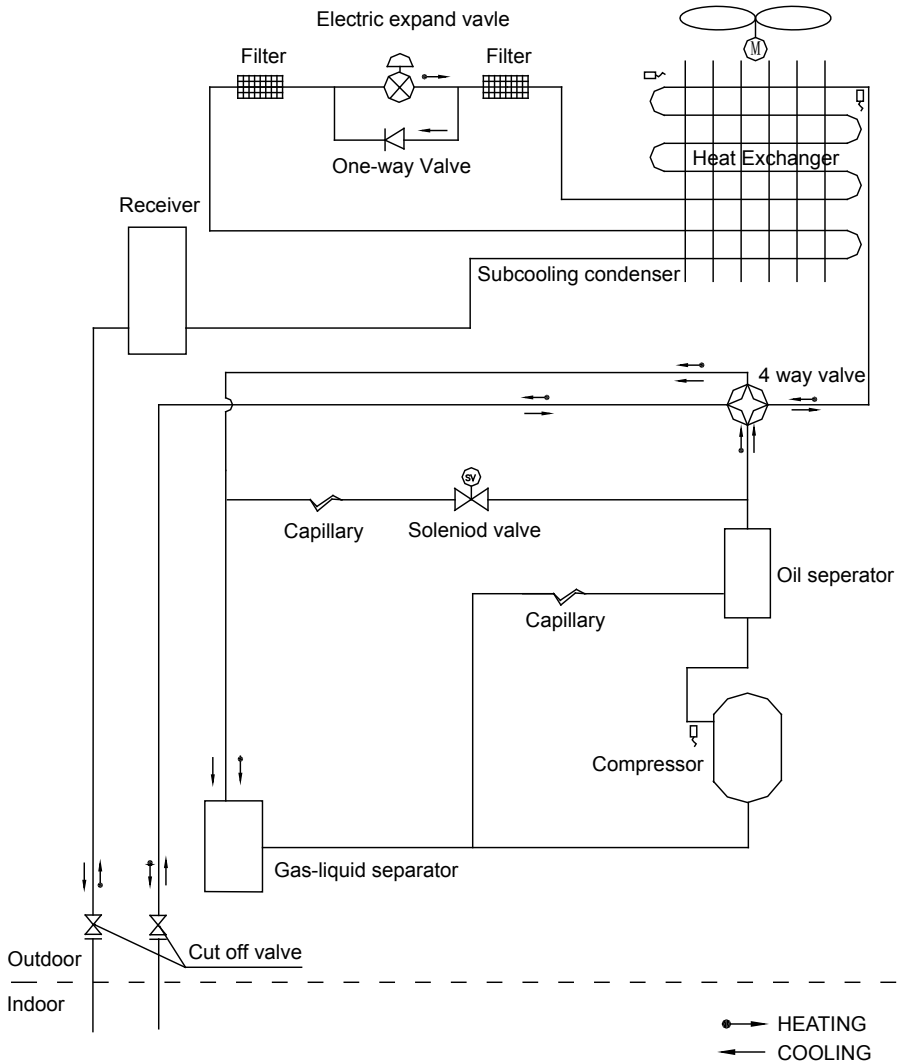 Electric expand vavle
Filter
Filter
M
One-way Valve
Heat Exchanger
Receiver
Subcooling condenser
4 way valve
SV
Capillary
Soleniod valve
Oil seperator
Capillary
Compressor
Gas-liquid separator
Cut off valve
Outdoor
Indoor
HEATING
COOLING